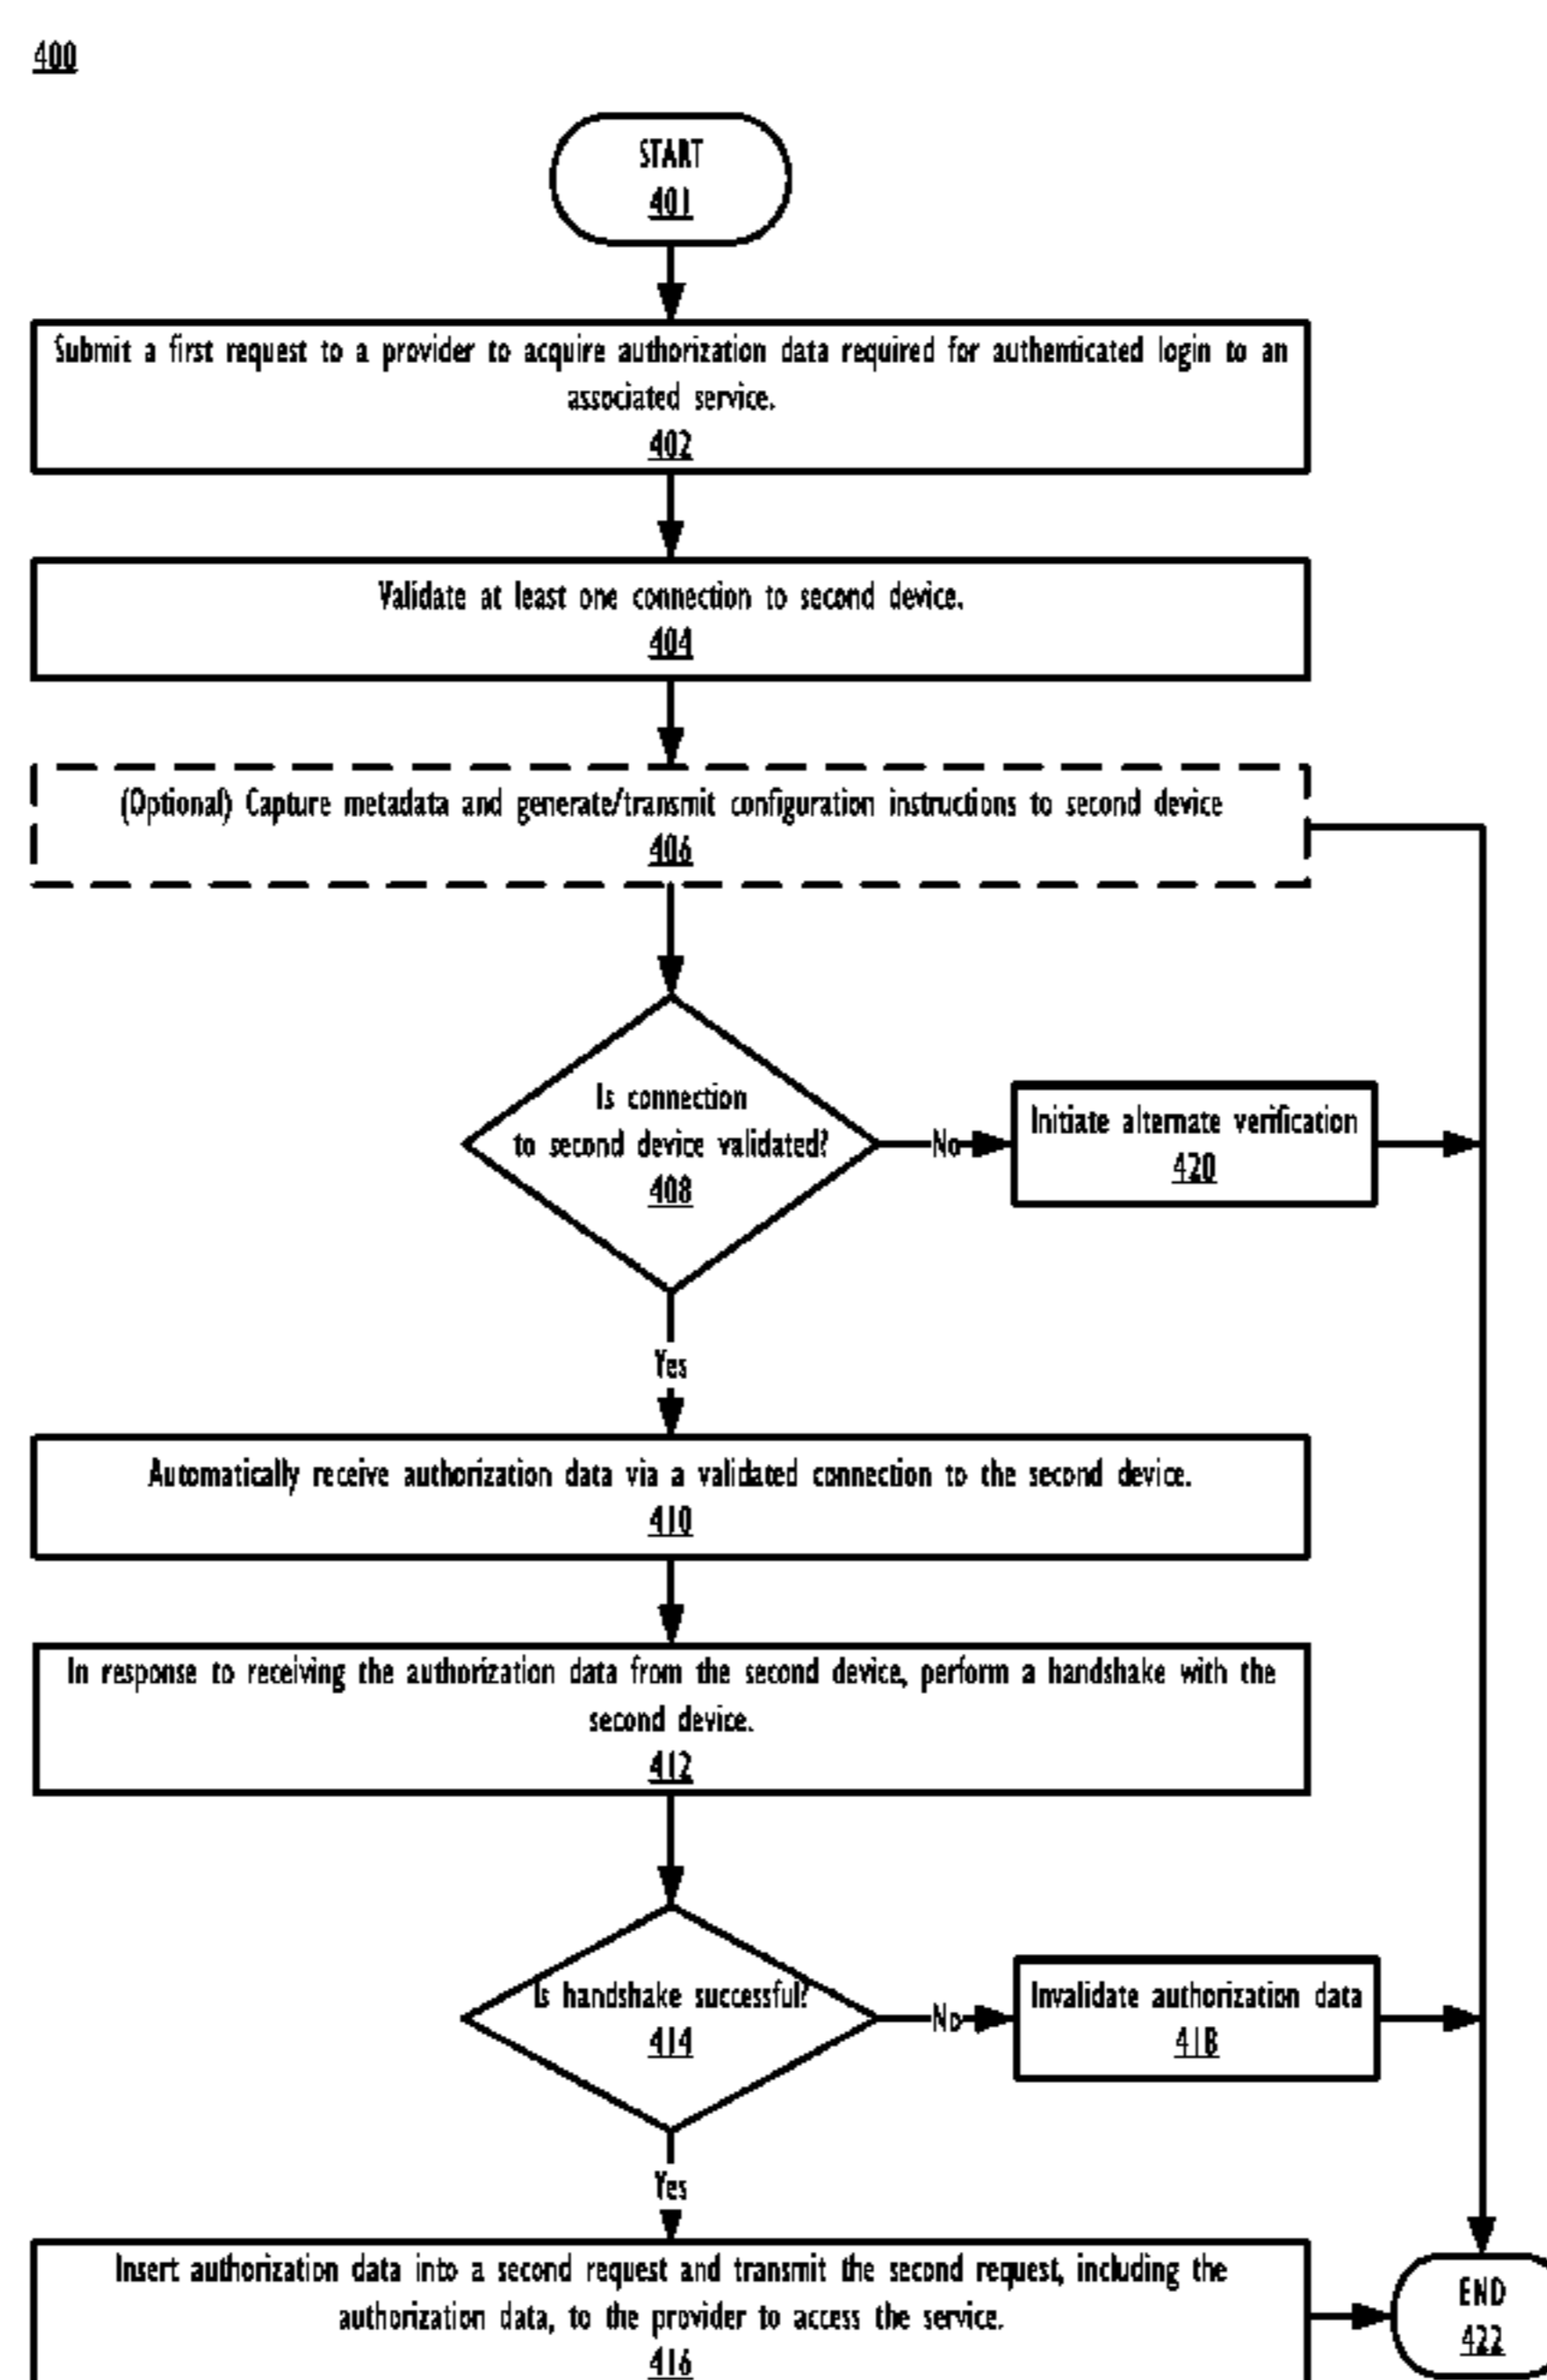 400
START
401
Submit a first request to a provider to acquire authorization data required for authenticated login to an
associated service.
402
Validate at least one connection to second device.
404
(Optional) Capture metadata and generate/transmit configuration instructions to second device
406
Is connection
to second device validated?
408
No
Initiate alternate verification
420
Yes
Automatically receive authorization data via a validated connection to the second device.
410
In response to receiving the authorization data from the second device, perform a handshake with the
second device.
412
Is handshake successful?
414
No
Invalidate authorization data
418
Yes
Insert authorization data into a second request and transmit the second request, including the
authorization data, to the provider to access the service.
416
END
422